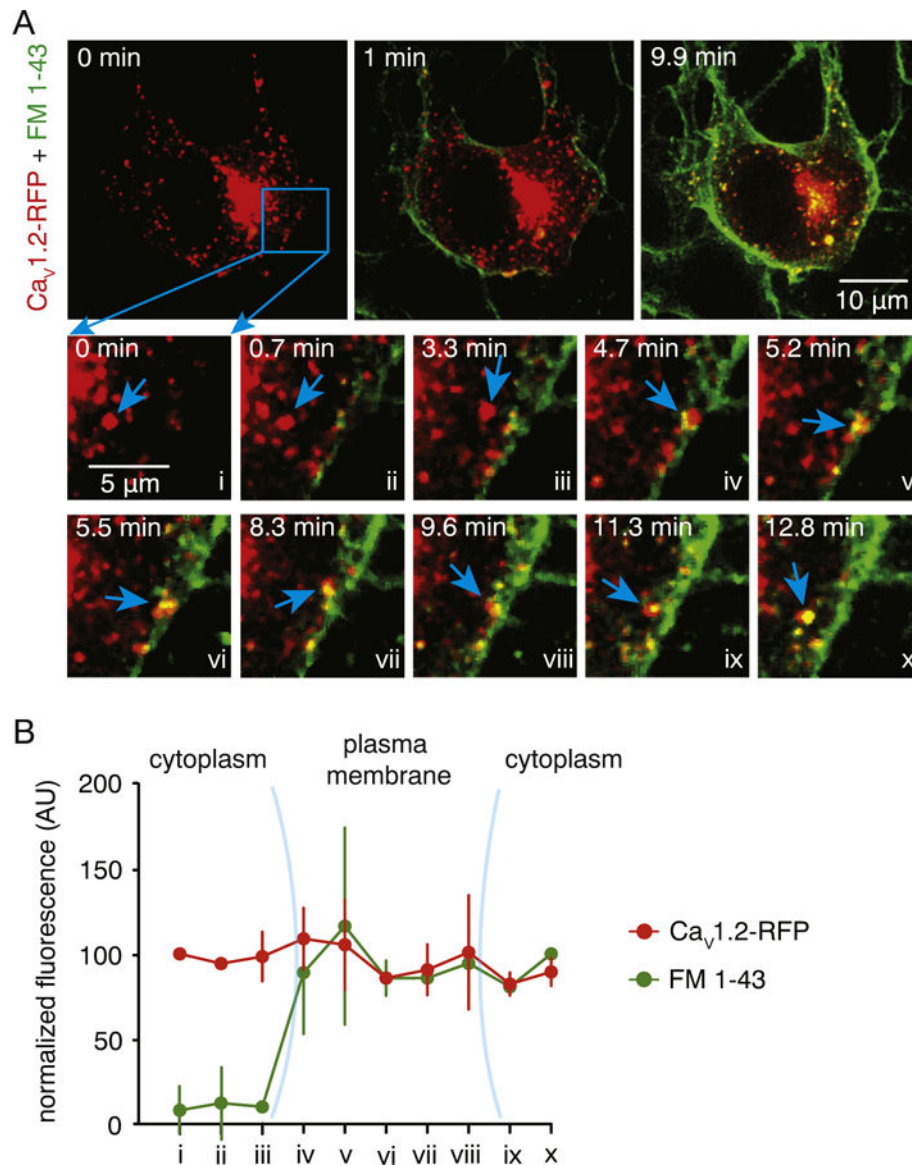 A
Cav1.2-RFP + FM 1-43
0 min
1 min
9.9 min
10 µm
0 min
0.7 min
3.3 min
4.7 min
5.2 min
5 µm
i
ii
iii
iv
v
5.5 min
8.3 min
9.6 min
11.3 min
12.8 min
vi
vii
viii
ix
x
B
cytoplasm
plasma
membrane
cytoplasm
normalized fluorescence (AU)
200
150
100
50
0
i ii iii iv v vi vii viii ix x
Cav1.2-RFP
FM 1-43